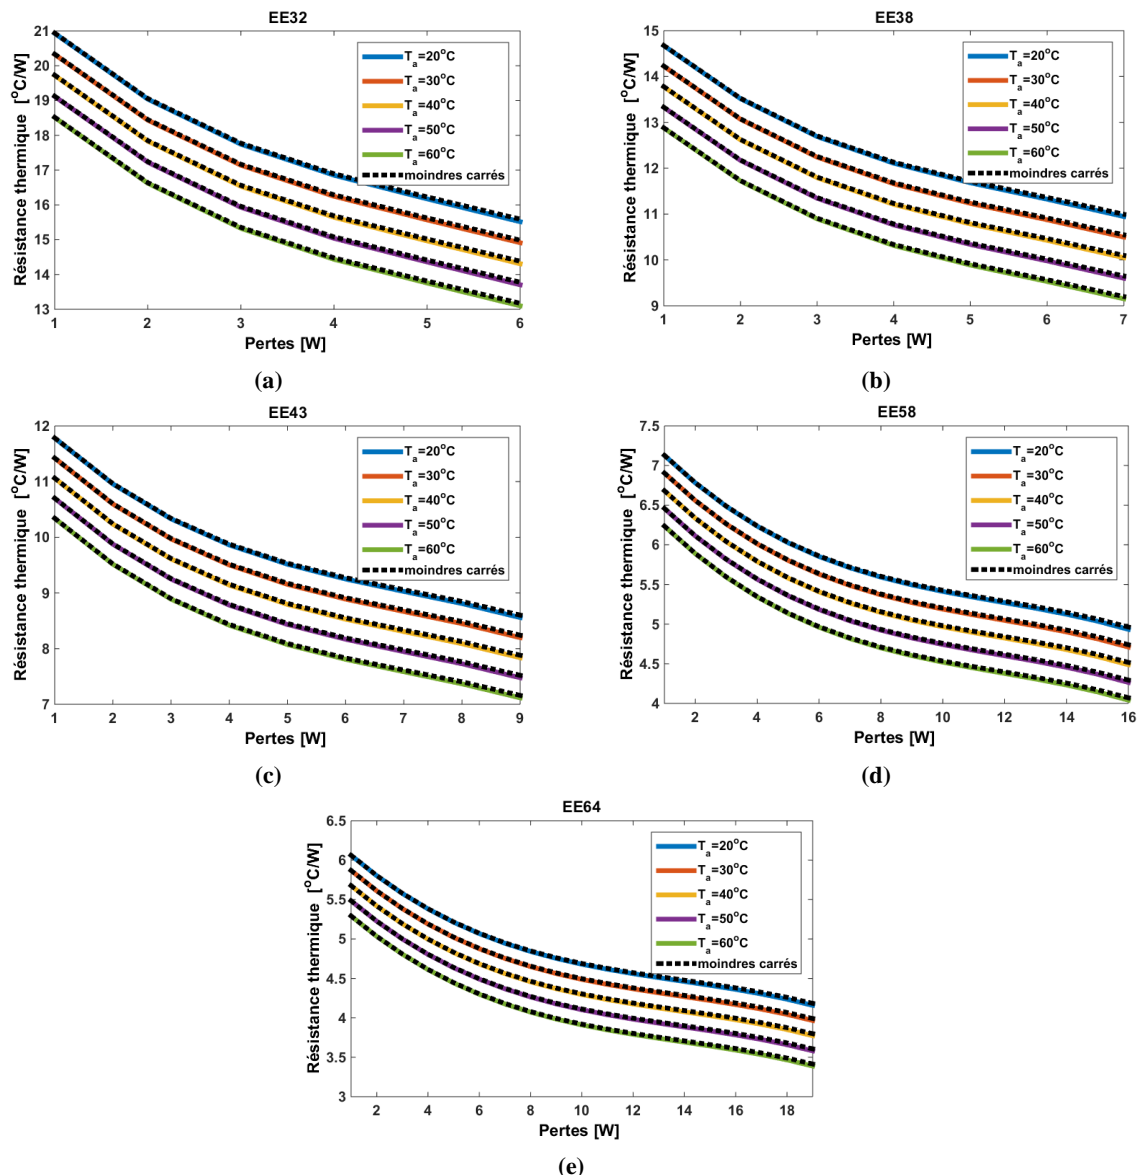 EE32
Résistance thermique [°C/W]
21
20
19
18
17
16
15
14
13
1 2 3 4 5 6
Pertes [W]
T_a=20°C
T_a=30°C
T_a=40°C
T_a=50°C
T_a=60°C
moindres carrés
(a)
EE38
Résistance thermique [°C/W]
15
14
13
12
11
10
9
1 2 3 4 5 6 7
Pertes [W]
T_a=20°C
T_a=30°C
T_a=40°C
T_a=50°C
T_a=60°C
moindres carrés
(b)
EE43
Résistance thermique [°C/W]
12
11
10
9
8
7
1 2 3 4 5 6 7 8 9
Pertes [W]
T_a=20°C
T_a=30°C
T_a=40°C
T_a=50°C
T_a=60°C
moindres carrés
(c)
EE58
Résistance thermique [°C/W]
7.5
7
6.5
6
5.5
5
4.5
4
2 4 6 8 10 12 14 16
Pertes [W]
T_a=20°C
T_a=30°C
T_a=40°C
T_a=50°C
T_a=60°C
moindres carrés
(d)
EE64
Résistance thermique [°C/W]
6.5
6
5.5
5
4.5
4
3.5
3
2 4 6 8 10 12 14 16 18
Pertes [W]
T_a=20°C
T_a=30°C
T_a=40°C
T_a=50°C
T_a=60°C
moindres carrés
(e)